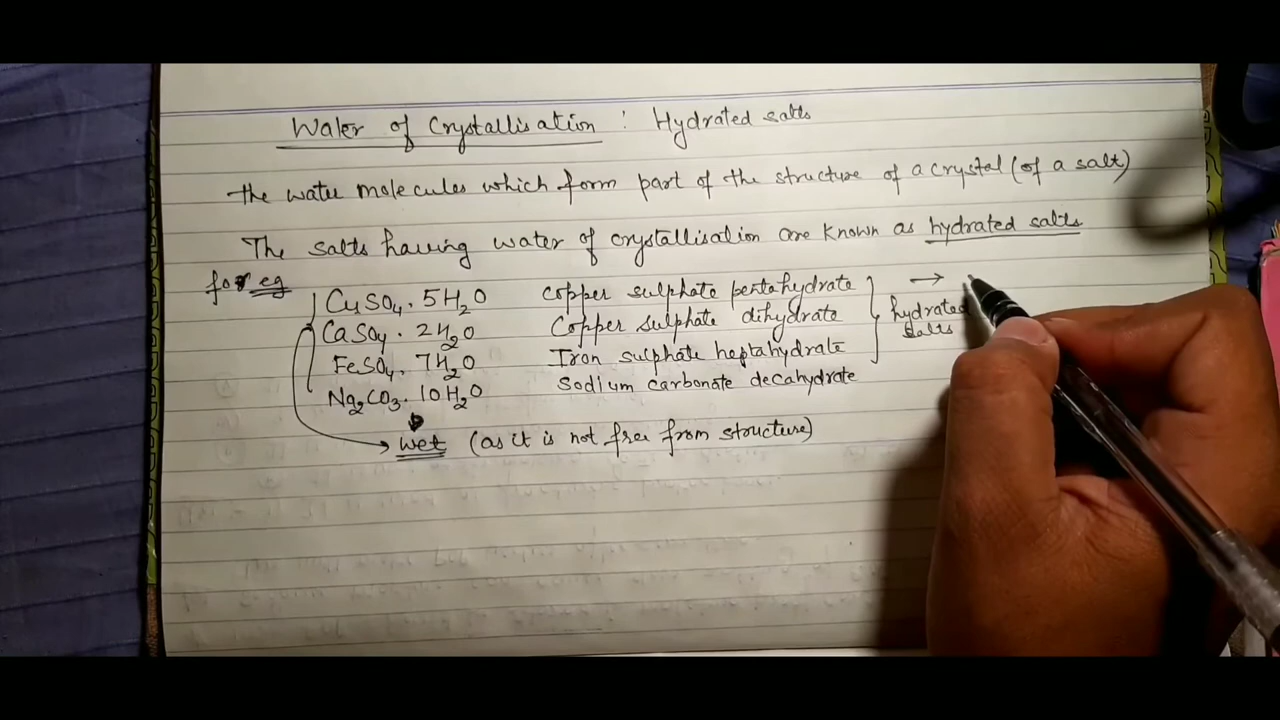 Water of Crystallisation : Hydrated salts
The water molecules which form part of the structure of a crystal (of a salt)
The salts having water of crystallisation are known as hydrated salts
for eg
CuSO4 . 5H2O Copper sulphate pentahydrate →
CaSO4 . 2H2O Copper sulphate dihydrate hydrated salts
FeSO4 . 7H2O Iron sulphate heptahydrate
Na2CO3 . 10H2O Sodium carbonate decahydrate
→ wet (as it is not free from structure)